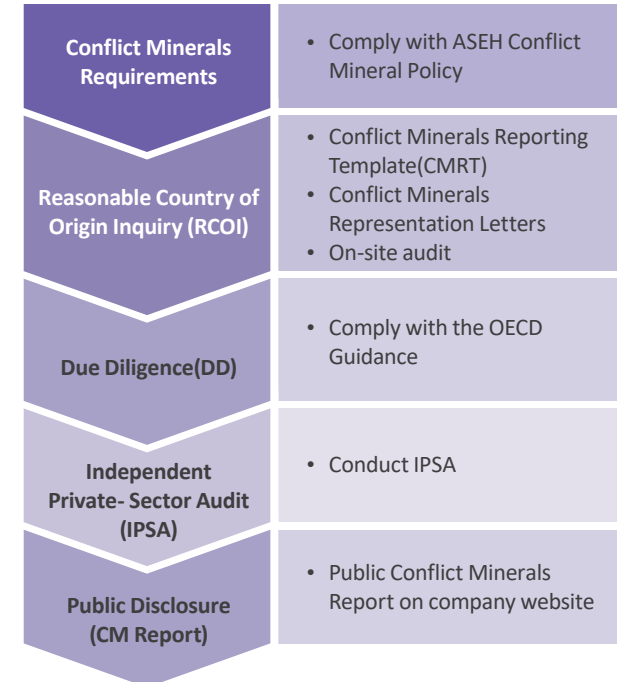 Conflict Minerals
Requirements
• Comply with ASEH Conflict
Mineral Policy
Reasonable Country of
Origin Inquiry (RCOI)
• Conflict Minerals Reporting
Template(CMRT)
• Conflict Minerals
Representation Letters
• On-site audit
Due Diligence(DD)
• Comply with the OECD
Guidance
Independent
Private- Sector Audit
(IPSA)
• Conduct IPSA
Public Disclosure
(CM Report)
• Public Conflict Minerals
Report on company website